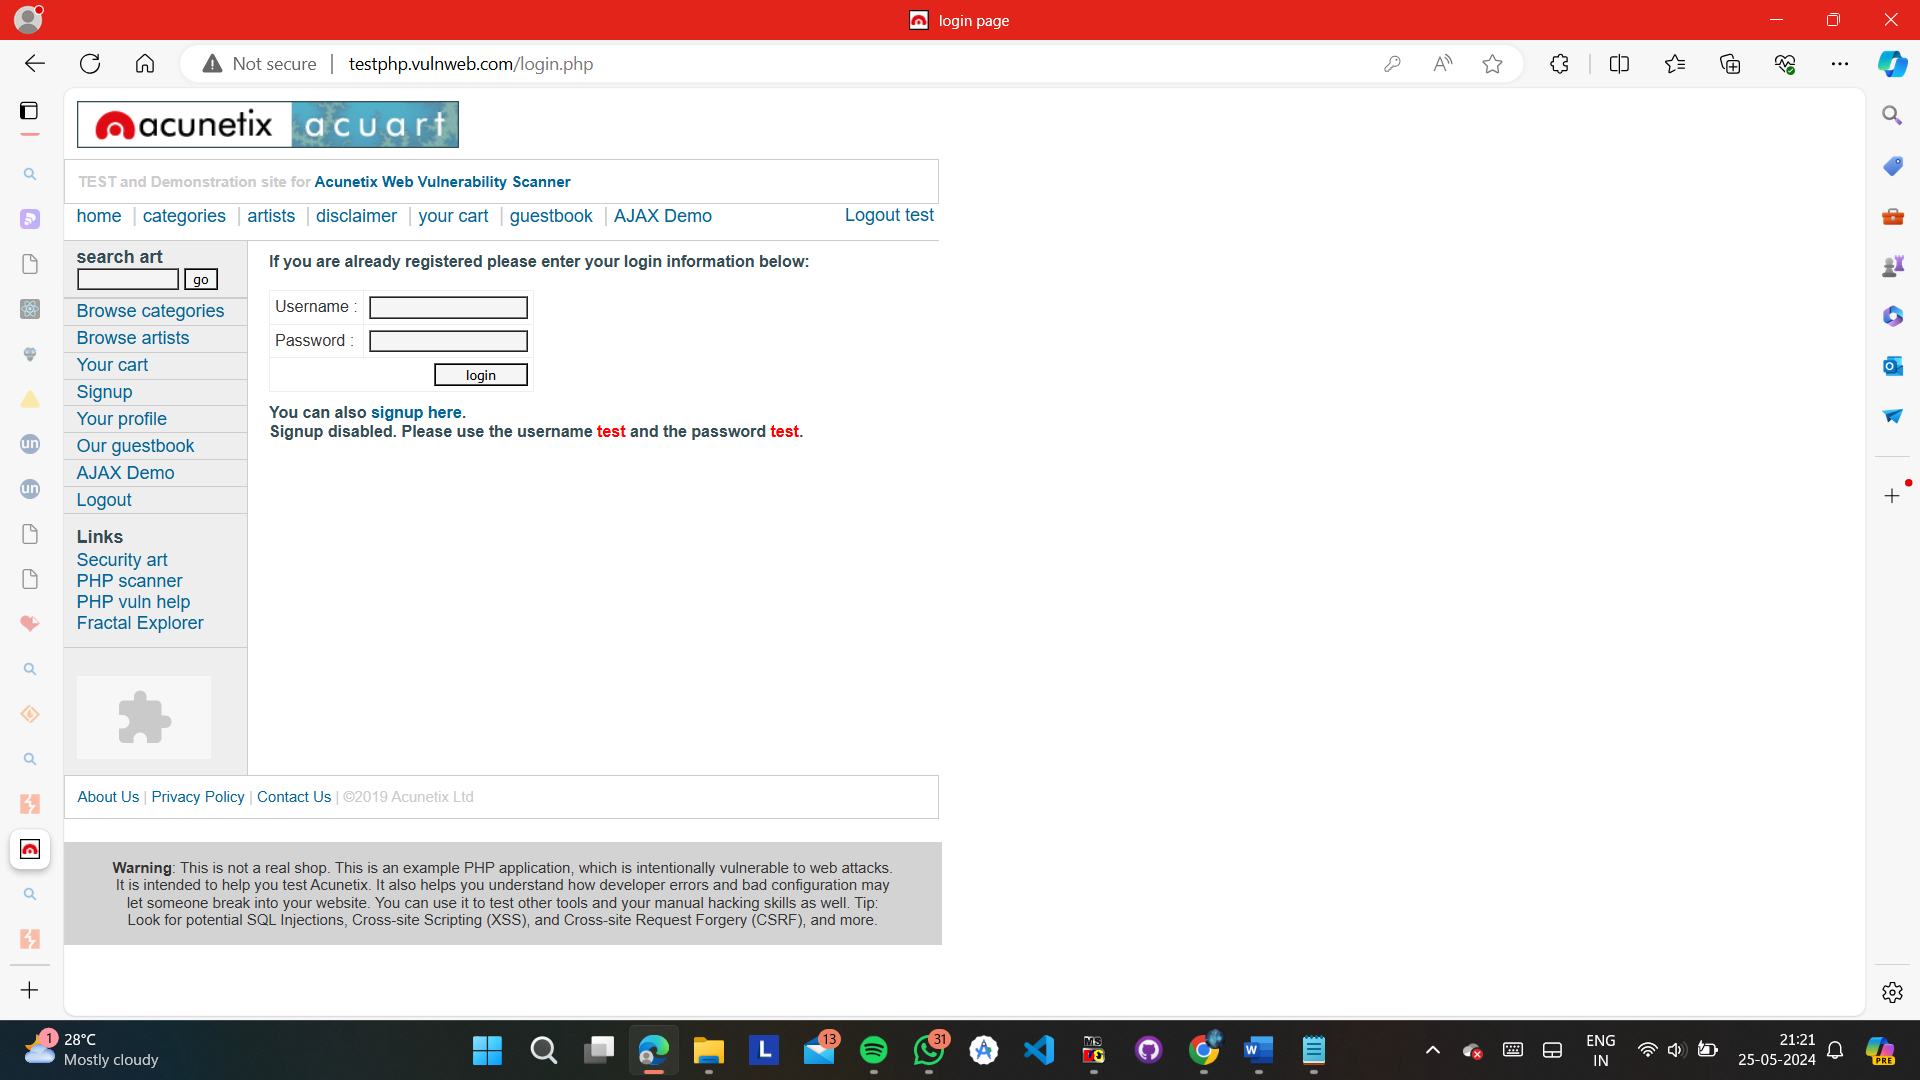 login page
Not secure
testphp.vulnweb.com/login.php
acunetix acuart
TEST and Demonstration site for Acunetix Web Vulnerability Scanner
home | categories | artists | disclaimer | your cart | guestbook | AJAX Demo
Logout test
search art
go
Browse categories
Browse artists
Your cart
Signup
Your profile
Our guestbook
AJAX Demo
Logout
Links
Security art
PHP scanner
PHP vuln help
Fractal Explorer
If you are already registered please enter your login information below:
Username :
Password :
login
You can also signup here.
Signup disabled. Please use the username test and the password test.
About Us | Privacy Policy | Contact Us | ©2019 Acunetix Ltd
Warning: This is not a real shop. This is an example PHP application, which is intentionally vulnerable to web attacks.
It is intended to help you test Acunetix. It also helps you understand how developer errors and bad configuration may
let someone break into your website. You can use it to test other tools and your manual hacking skills as well. Tip:
Look for potential SQL Injections, Cross-site Scripting (XSS), and Cross-site Request Forgery (CSRF), and more.
un
un
1
28°C
Mostly cloudy
L
13
31
MS
W
ENG
IN
21:21
25-05-2024
PRE